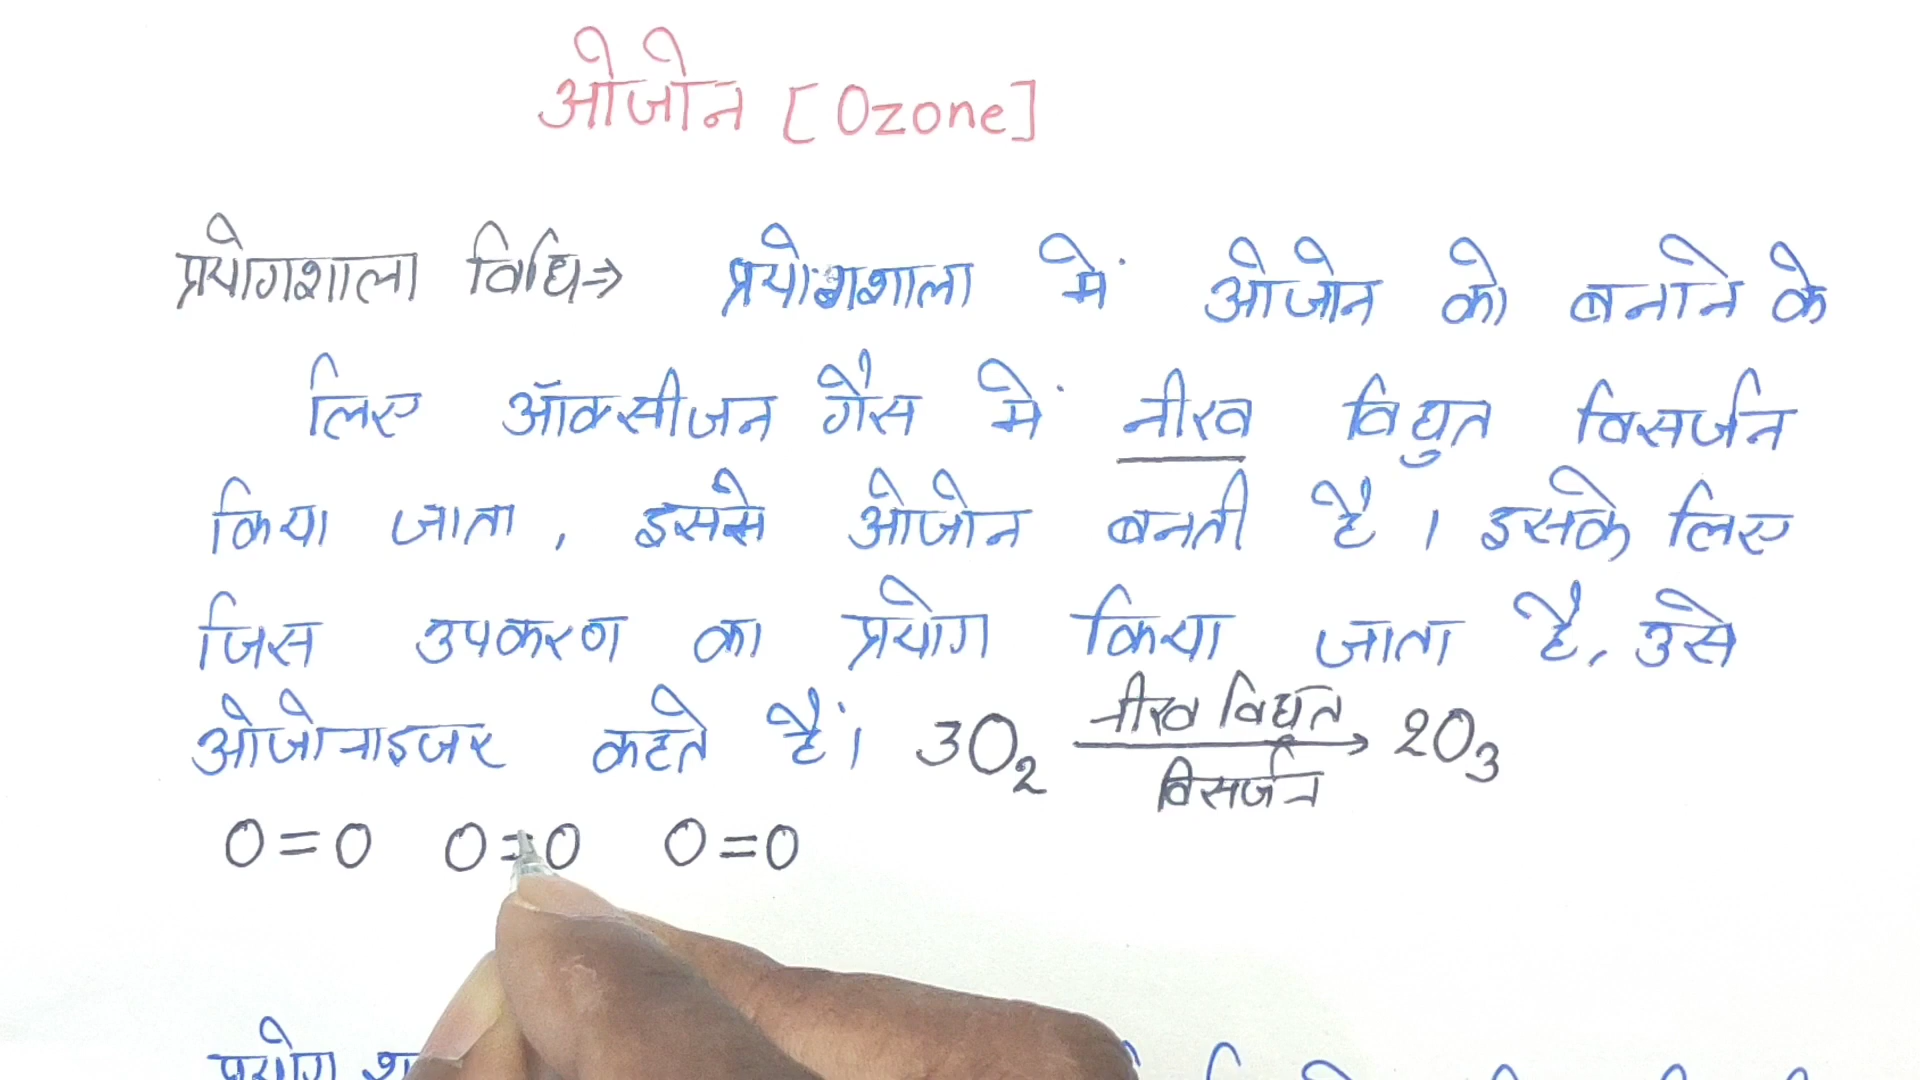 ओजोन [Ozone]
प्रयोगशाला विधि⇒ प्रयोगशाला में ओजोन को बनाने के
लिए ऑक्सीजन गैस में नीरव विद्युत विसर्जन
किया जाता, इससे ओजोन बनती है। इसके लिए
जिस उपकरण का प्रयोग किया जाता है, उसे
ओजोनाइजर कहते हैं। 3O₂ नीरव विद्युत विसर्जन → 2O₃
O=O O=O O=O
प्रयोग